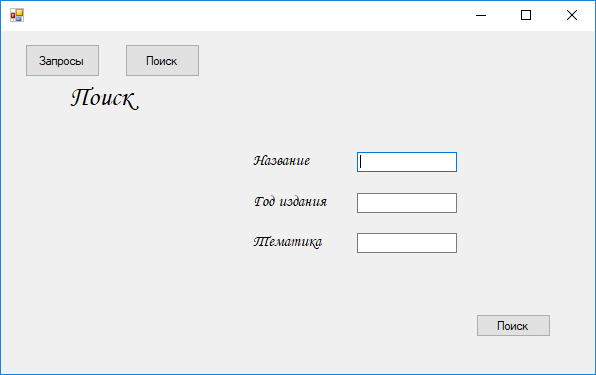 Запросы
Поиск
Поиск
Название
Год издания
Тематика
Поиск